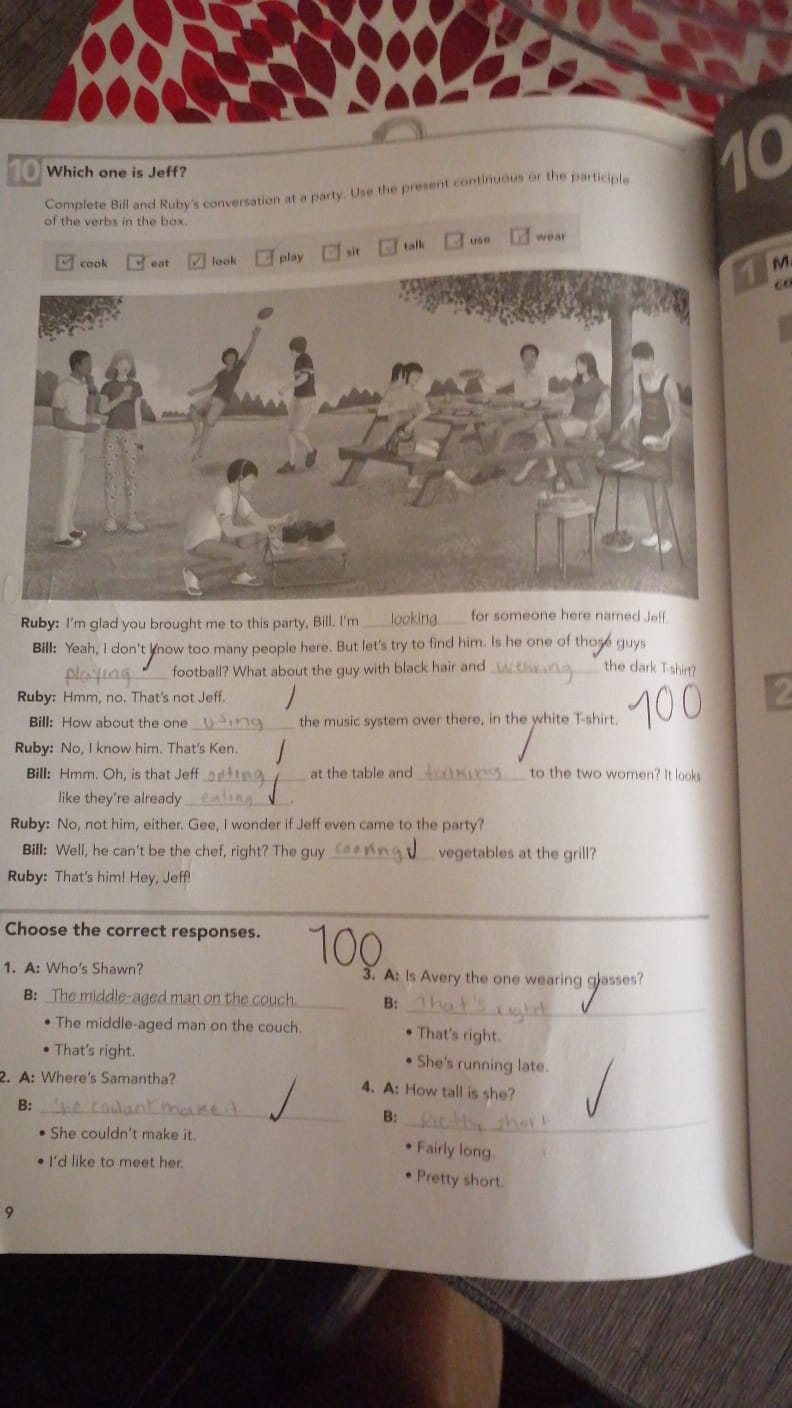 10 Which one is Jeff?
Complete Bill and Ruby's conversation at a party. Use the present continuous or the participle
of the verbs in the box.
✓ cook ✓ eat ✓ look ✓ play ✓ sit ✓ talk ✓ use ✓ wear
Ruby: I'm glad you brought me to this party, Bill. I'm looking for someone here named Jeff.
Bill: Yeah, I don't know too many people here. But let's try to find him. Is he one of those guys
playing football? What about the guy with black hair and wearing the dark T-shirt?
Ruby: Hmm, no. That's not Jeff.
100
Bill: How about the one using the music system over there, in the white T-shirt.
Ruby: No, I know him. That's Ken.
Bill: Hmm. Oh, is that Jeff at the table and talking to the two women? It looks
like they're already eating.
Ruby: No, not him, either. Gee, I wonder if Jeff even came to the party?
Bill: Well, he can't be the chef, right? The guy cooking vegetables at the grill?
Ruby: That's him! Hey, Jeff!
Choose the correct responses.
100
1. A: Who's Shawn?
B: The middle-aged man on the couch.
• The middle-aged man on the couch.
• That's right.
2. A: Where's Samantha?
B: She couldn't make it
• She couldn't make it.
• I'd like to meet her.
3. A: Is Avery the one wearing glasses?
B: That's right
• That's right.
• She's running late.
4. A: How tall is she?
B: Pretty short
• Fairly long.
• Pretty short.
9
10
1
2